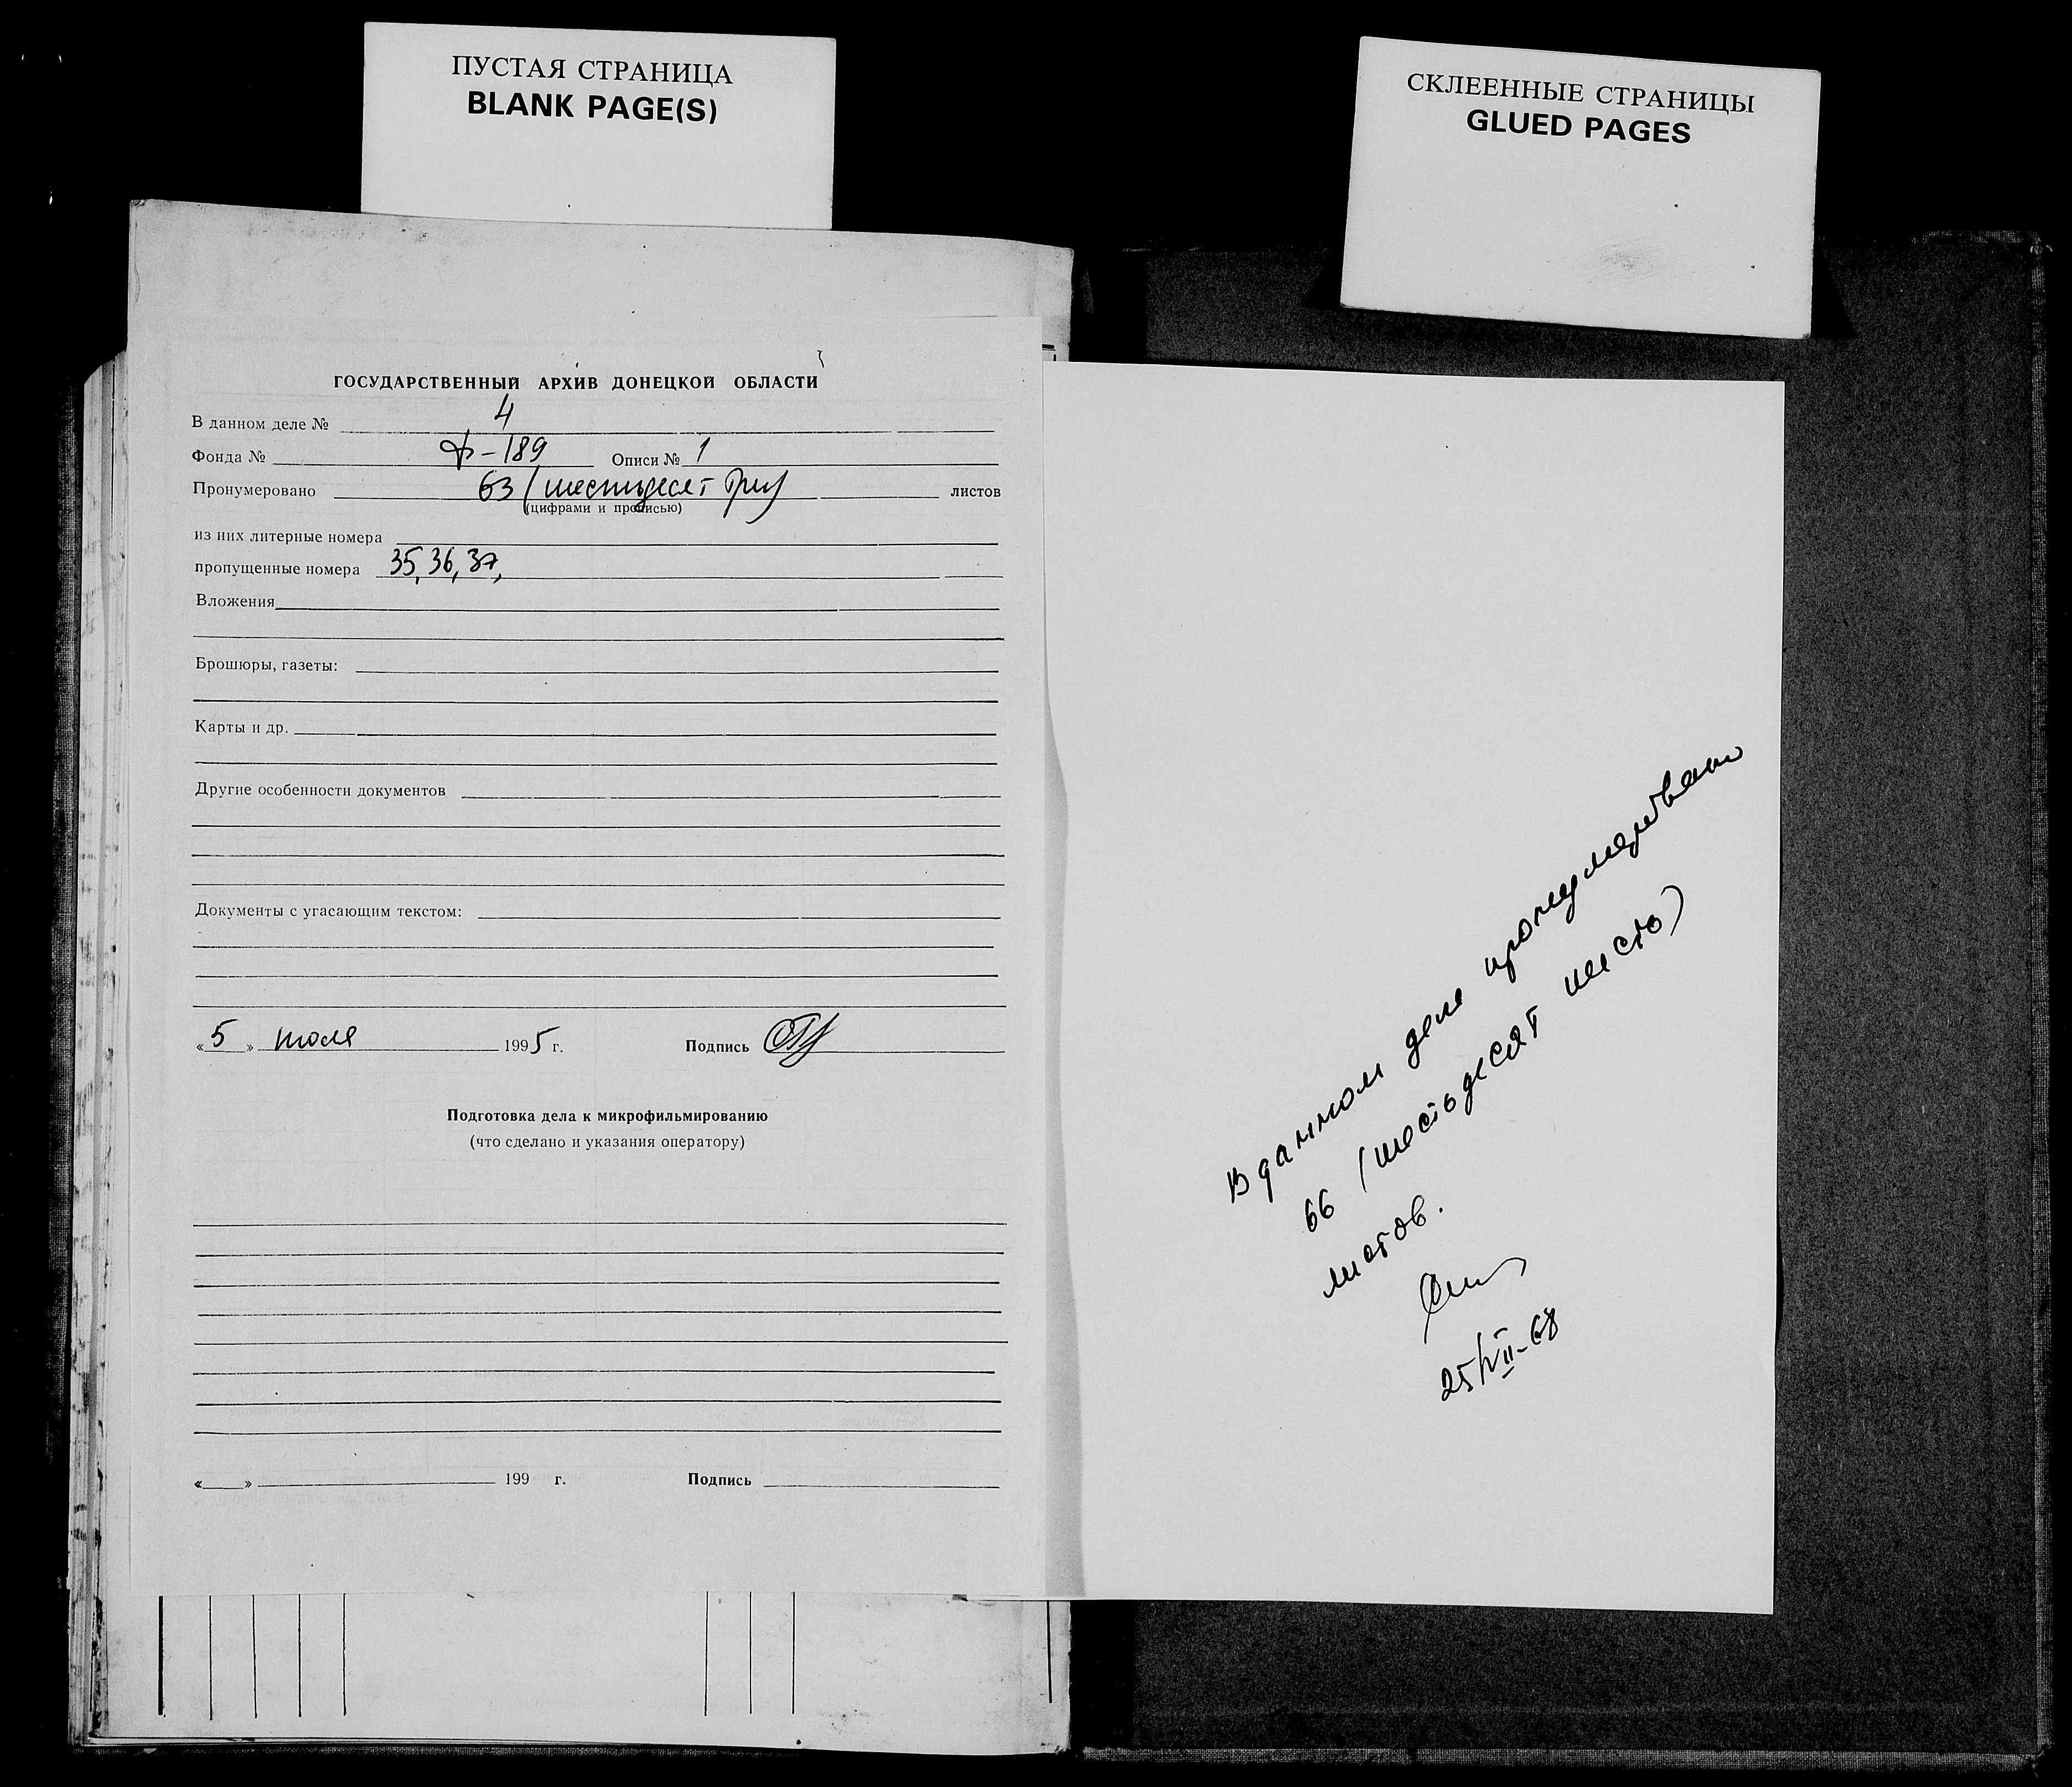 ПУСТАЯ СТРАНИЦА
BLANK PAGE(S)
СКЛЕЕННЫЕ СТРАНИЦЫ
GLUED PAGES
ГОСУДАРСТВЕННЫЙ АРХИВ ДОНЕЦКОЙ ОБЛАСТИ
В данном деле № 4
Фонда № Ф-189 Описи № 1
Пронумеровано 63 (шестьдесят три) листов
(цифрами и прописью)
из них литерные номера
пропущенные номера 35, 36, 37,
Вложения
Брошюры, газеты:
Карты и др.
Другие особенности документов
Документы с угасающим текстом:
«5» июля 1995 г. Подпись
Подготовка дела к микрофильмированию
(что сделано и указания оператору)
«    » 199  г. Подпись
В данном деле пронумеровано
66 (шестьдесят шесть)
листов.
25/VII-68